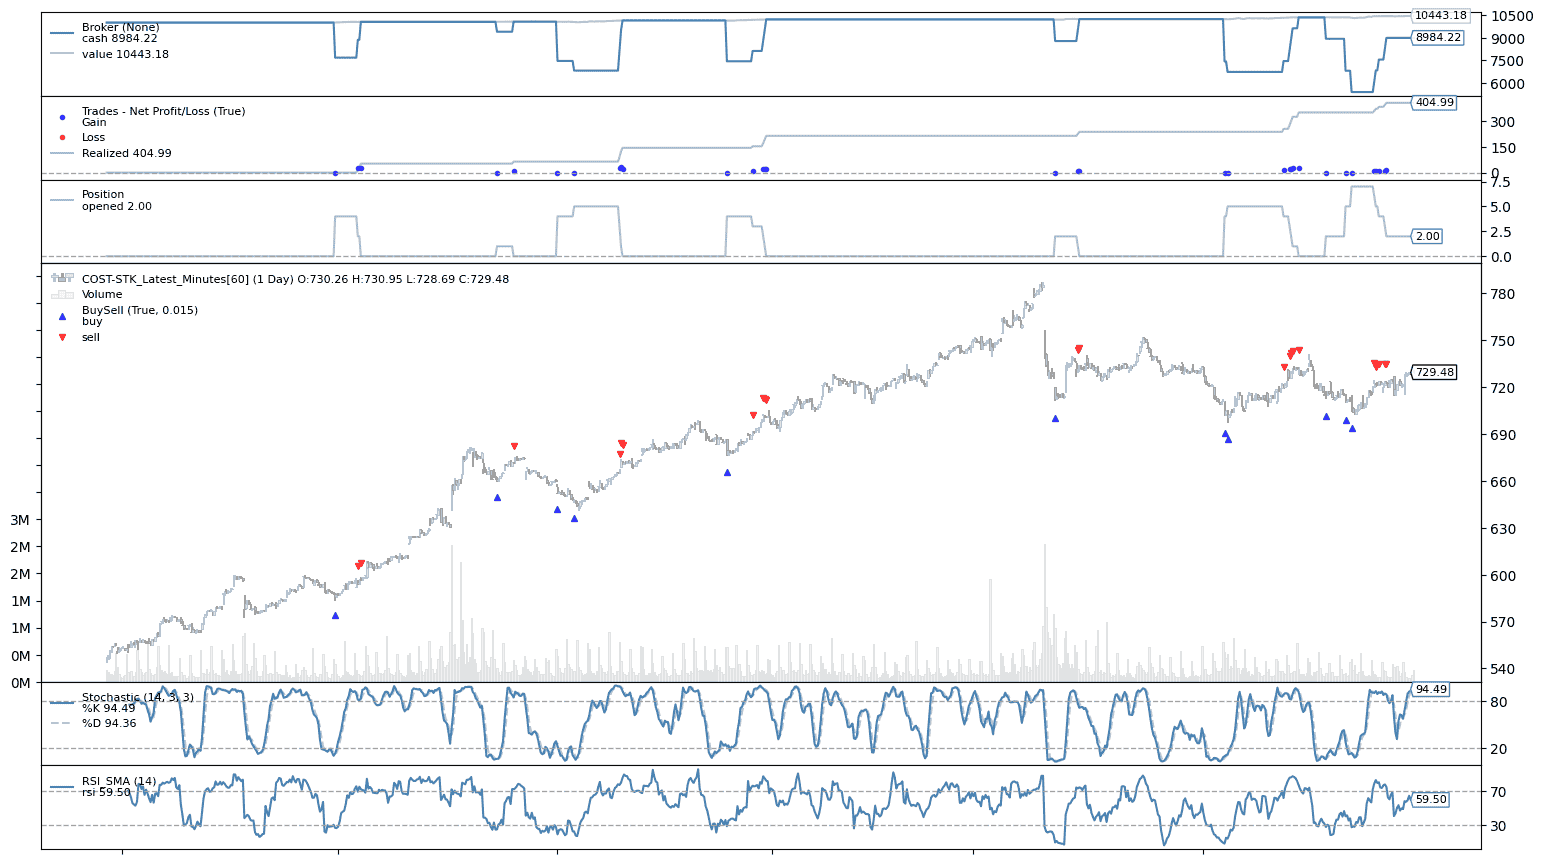 Broker (None)
cash 8984.22
value 10443.18
10443.18
8984.22
10500
9000
7500
6000
Trades - Net Profit/Loss (True)
Gain
Loss
Realized 404.99
404.99
300
150
0
Position
opened 2.00
2.00
7.5
5.0
2.5
0.0
COST-STK_Latest_Minutes[60] (1 Day) O:730.26 H:730.95 L:728.69 C:729.48
Volume
BuySell (True, 0.015)
buy
sell
729.48
780
750
720
690
660
630
600
570
540
3M
2M
2M
1M
1M
0M
0M
Stochastic (14, 3, 3)
%K 94.49
%D 94.36
94.49
80
20
RSI_SMA (14)
rsi 59.50
59.50
70
30